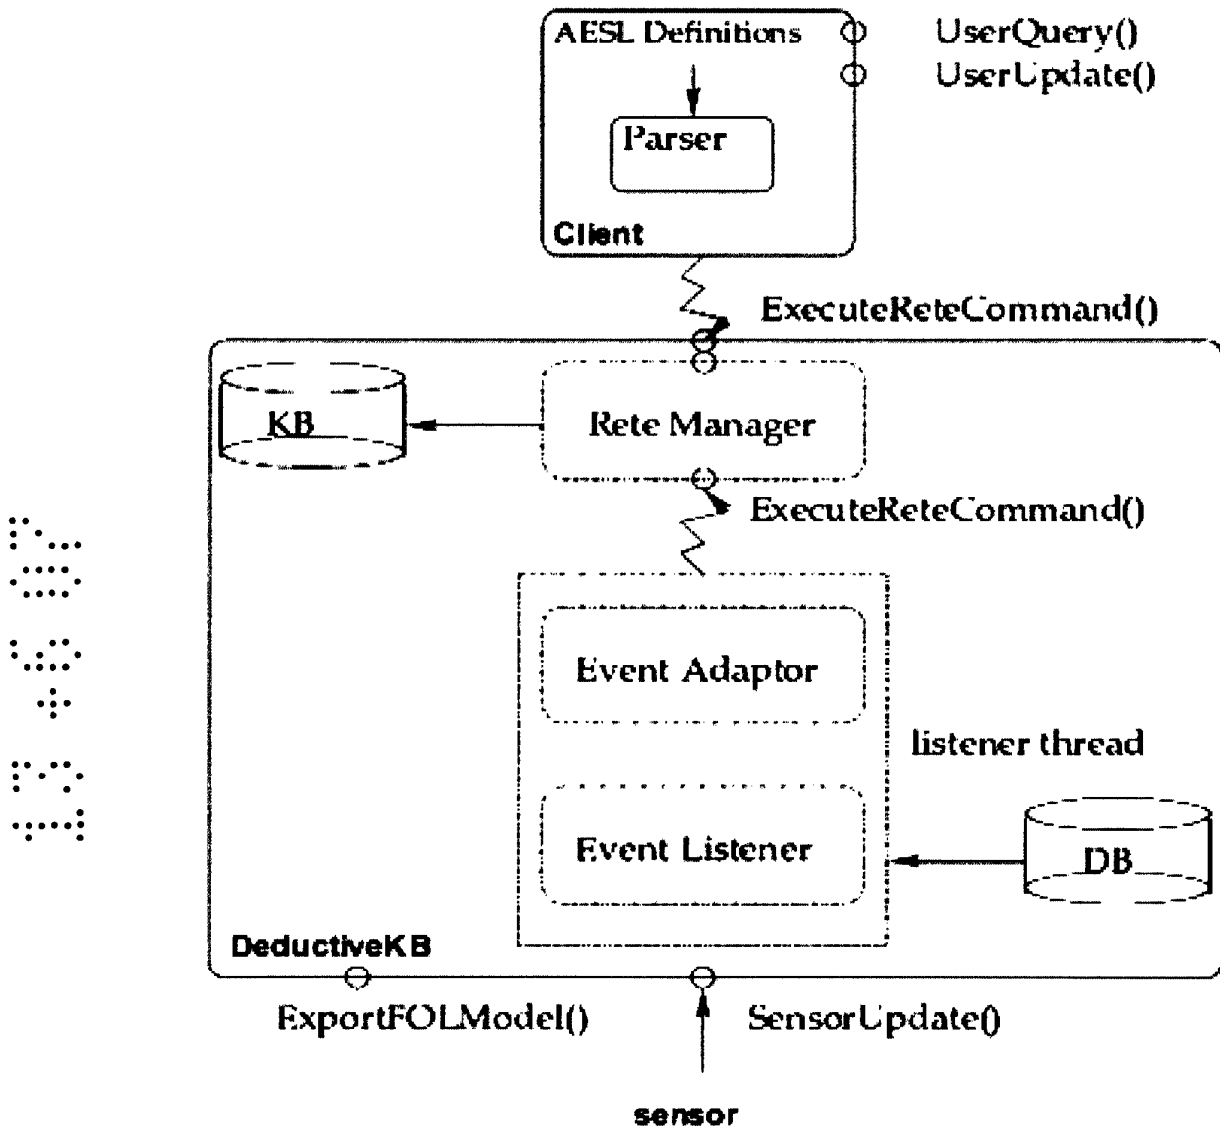 AESL Definitions
UserQuery()
UserUpdate()
Parser
Client
ExecuteReteCommand()
KB
Rete Manager
ExecuteReteCommand()
Event Adaptor
listener thread
Event Listener
DB
DeductiveKB
ExportFOLModel()
SensorUpdate()
sensor